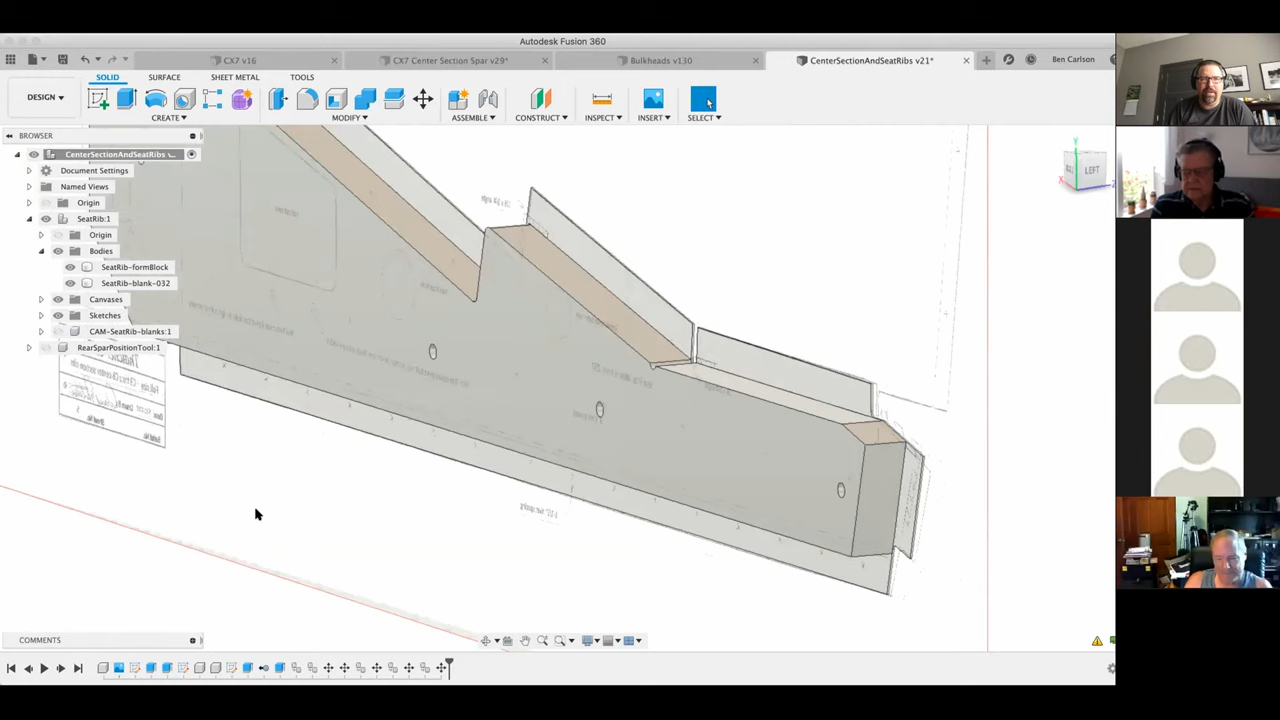 Autodesk Fusion 360
CX7 v16
CX7 Center Section Spar v29*
Bulkheads v130
CenterSectionAndSeatRibs v21*
Ben Carlson
SOLID
SURFACE
SHEET METAL
TOOLS
DESIGN
CREATE
MODIFY
ASSEMBLE
CONSTRUCT
INSPECT
INSERT
SELECT
BROWSER
CenterSectionAndSeatRibs ...
Document Settings
Named Views
Origin
SeatRib:1
Origin
Bodies
SeatRib-formBlock
SeatRib-blank-032
Canvases
Sketches
CAM-SeatRib-blanks:1
RearSparPositionTool:1
Y
X
Z
LEFT
COMMENTS